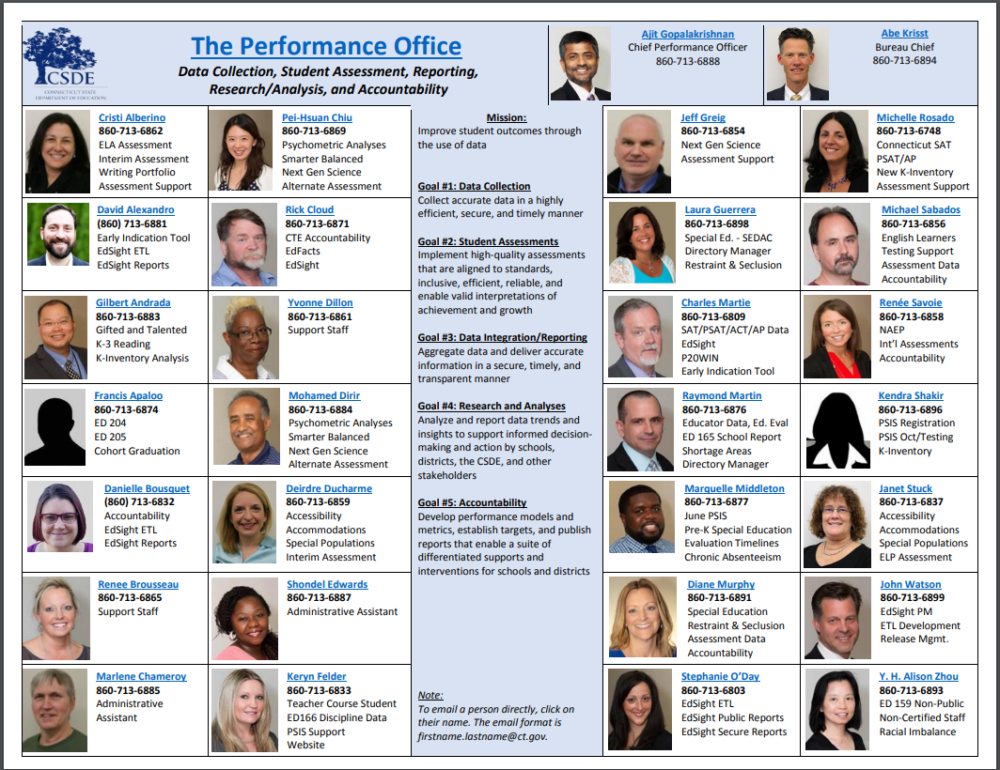 CSDE
CONNECTICUT STATE
DEPARTMENT OF EDUCATION
The Performance Office
Data Collection, Student Assessment, Reporting,
Research/Analysis, and Accountability
Ajit Gopalakrishnan
Chief Performance Officer
860-713-6888
Abe Krisst
Bureau Chief
860-713-6894
Cristi Alberino
860-713-6862
ELA Assessment
Interim Assessment
Writing Portfolio
Assessment Support
Pei-Hsuan Chiu
860-713-6869
Psychometric Analyses
Smarter Balanced
Next Gen Science
Alternate Assessment
David Alexandro
(860) 713-6881
Early Indication Tool
EdSight ETL
EdSight Reports
Rick Cloud
860-713-6871
CTE Accountability
EdFacts
EdSight
Gilbert Andrada
860-713-6883
Gifted and Talented
K-3 Reading
K-Inventory Analysis
Yvonne Dillon
860-713-6861
Support Staff
Francis Apaloo
860-713-6874
ED 204
ED 205
Cohort Graduation
Mohamed Dirir
860-713-6884
Psychometric Analyses
Smarter Balanced
Next Gen Science
Alternate Assessment
Danielle Bousquet
(860) 713-6832
Accountability
EdSight ETL
EdSight Reports
Deirdre Ducharme
860-713-6859
Accessibility
Accommodations
Special Populations
Interim Assessment
Renee Brousseau
860-713-6865
Support Staff
Shondel Edwards
860-713-6887
Administrative Assistant
Marlene Chameroy
860-713-6885
Administrative
Assistant
Keryn Felder
860-713-6833
Teacher Course Student
ED166 Discipline Data
PSIS Support
Website
Mission:
Improve student outcomes through
the use of data
Goal #1: Data Collection
Collect accurate data in a highly
efficient, secure, and timely manner
Goal #2: Student Assessments
Implement high-quality assessments
that are aligned to standards,
inclusive, efficient, reliable, and
enable valid interpretations of
achievement and growth
Goal #3: Data Integration/Reporting
Aggregate data and deliver accurate
information in a secure, timely, and
transparent manner
Goal #4: Research and Analyses
Analyze and report data trends and
insights to support informed decision-
making and action by schools,
districts, the CSDE, and other
stakeholders
Goal #5: Accountability
Develop performance models and
metrics, establish targets, and publish
reports that enable a suite of
differentiated supports and
interventions for schools and districts
Note:
To email a person directly, click on
their name. The email format is
firstname.lastname@ct.gov.
Jeff Greig
860-713-6854
Next Gen Science
Assessment Support
Michelle Rosado
860-713-6748
Connecticut SAT
PSAT/AP
New K-Inventory
Assessment Support
Laura Guerrera
860-713-6898
Special Ed. - SEDAC
Directory Manager
Restraint & Seclusion
Michael Sabados
860-713-6856
English Learners
Testing Support
Assessment Data
Accountability
Charles Martie
860-713-6809
SAT/PSAT/ACT/AP Data
EdSight
P20WIN
Early Indication Tool
Renée Savoie
860-713-6858
NAEP
Int'l Assessments
Accountability
Raymond Martin
860-713-6876
Educator Data, Ed. Eval
ED 165 School Report
Shortage Areas
Directory Manager
Kendra Shakir
860-713-6896
PSIS Registration
PSIS Oct/Testing
K-Inventory
Marquelle Middleton
860-713-6877
June PSIS
Pre-K Special Education
Evaluation Timelines
Chronic Absenteeism
Janet Stuck
860-713-6837
Accessibility
Accommodations
Special Populations
ELP Assessment
Diane Murphy
860-713-6891
Special Education
Restraint & Seclusion
Assessment Data
Accountability
John Watson
860-713-6899
EdSight PM
ETL Development
Release Mgmt.
Stephanie O'Day
860-713-6803
EdSight ETL
EdSight Public Reports
EdSight Secure Reports
Y. H. Alison Zhou
860-713-6893
ED 159 Non-Public
Non-Certified Staff
Racial Imbalance